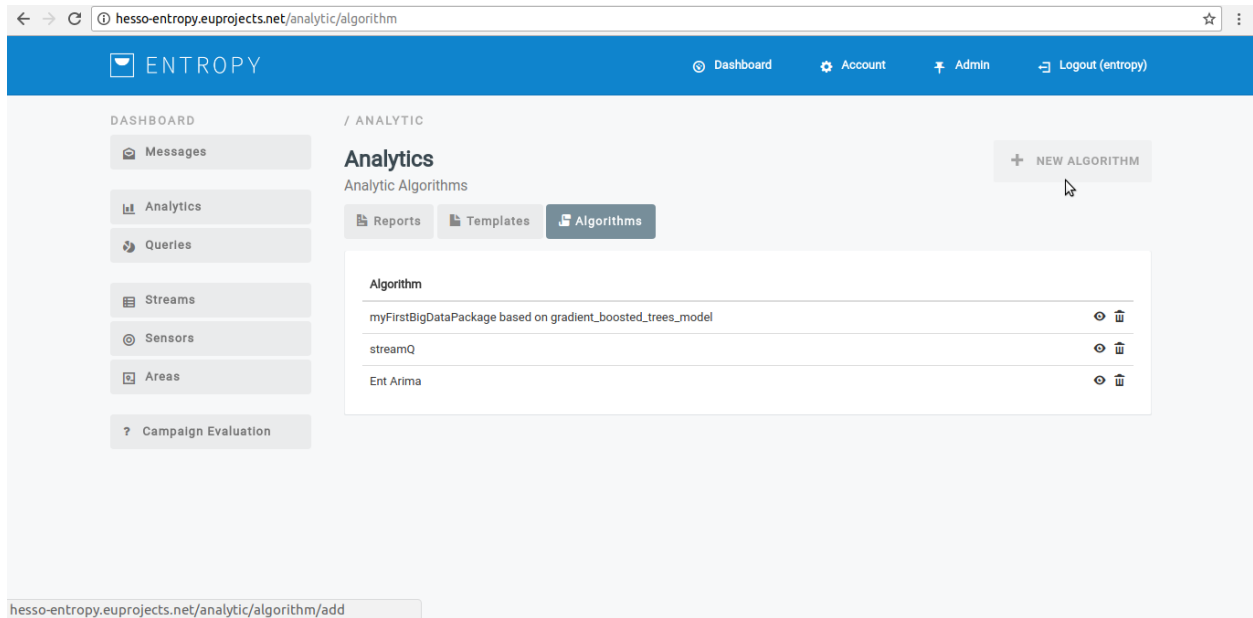 hesso-entropy.euprojects.net/analytic/algorithm
ENTROPY
Dashboard
Account
Admin
Logout (entropy)
DASHBOARD
Messages
Analytics
Queries
Streams
Sensors
Areas
? Campaign Evaluation
/ ANALYTIC
Analytics
Analytic Algorithms
+ NEW ALGORITHM
Reports
Templates
Algorithms
Algorithm
myFirstBigDataPackage based on gradient_boosted_trees_model
streamQ
Ent Arima
hesso-entropy.euprojects.net/analytic/algorithm/add